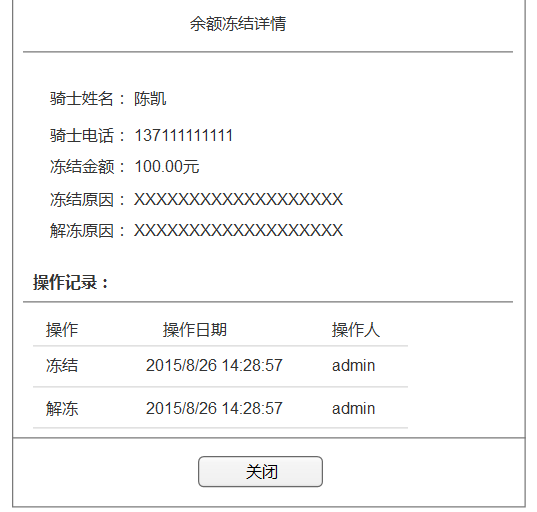 余额冻结详情
骑士姓名： 陈凯
骑士电话： 137111111111
冻结金额： 100.00元
冻结原因： XXXXXXXXXXXXXXXXXXX
解冻原因： XXXXXXXXXXXXXXXXXXX
操作记录：
操作 操作日期 操作人
冻结 2015/8/26 14:28:57 admin
解冻 2015/8/26 14:28:57 admin
关闭